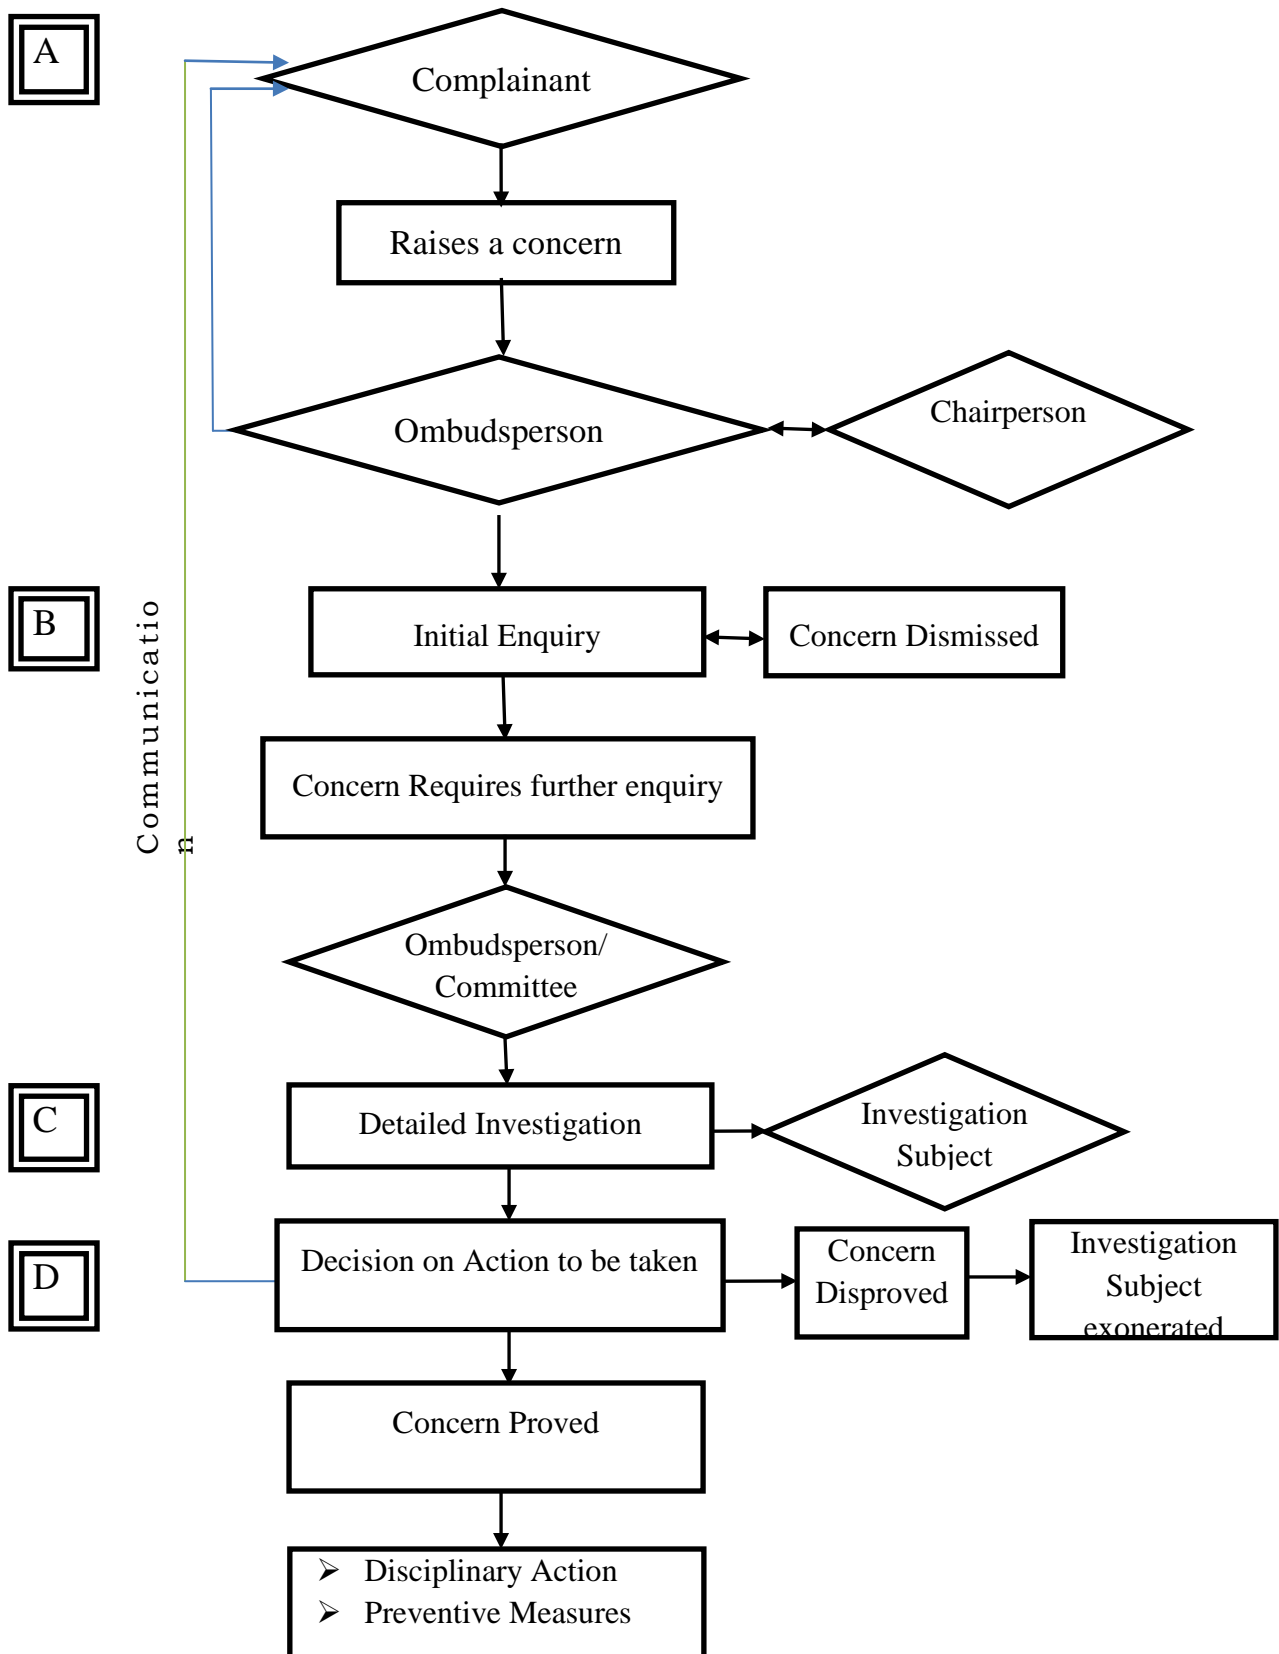 A
Complainant
Raises a concern
Ombudsperson
Chairperson
B
Initial Enquiry
Concern Dismissed
Communicatio
n
Concern Requires further enquiry
Ombudsperson/
Committee
C
Detailed Investigation
Investigation
Subject
D
Decision on Action to be taken
Concern
Disproved
Investigation
Subject
exonerated
Concern Proved
➢ Disciplinary Action
➢ Preventive Measures